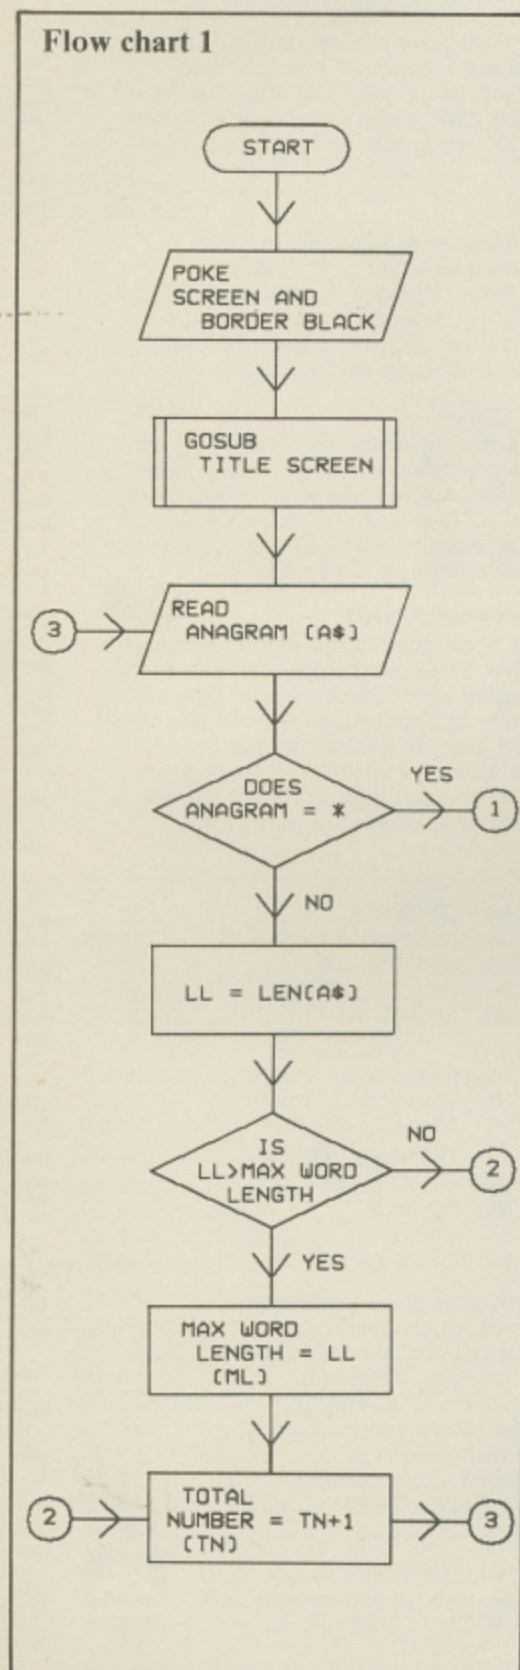 Flow chart 1
START
POKE
SCREEN AND
BORDER BLACK
GOSUB
TITLE SCREEN
3
READ
ANAGRAM (A$)
DOES
ANAGRAM = *
YES
1
NO
LL = LEN(A$)
IS
LL>MAX WORD
LENGTH
NO
2
YES
MAX WORD
LENGTH = LL
(ML)
2
TOTAL
NUMBER = TN+1
(TN)
3